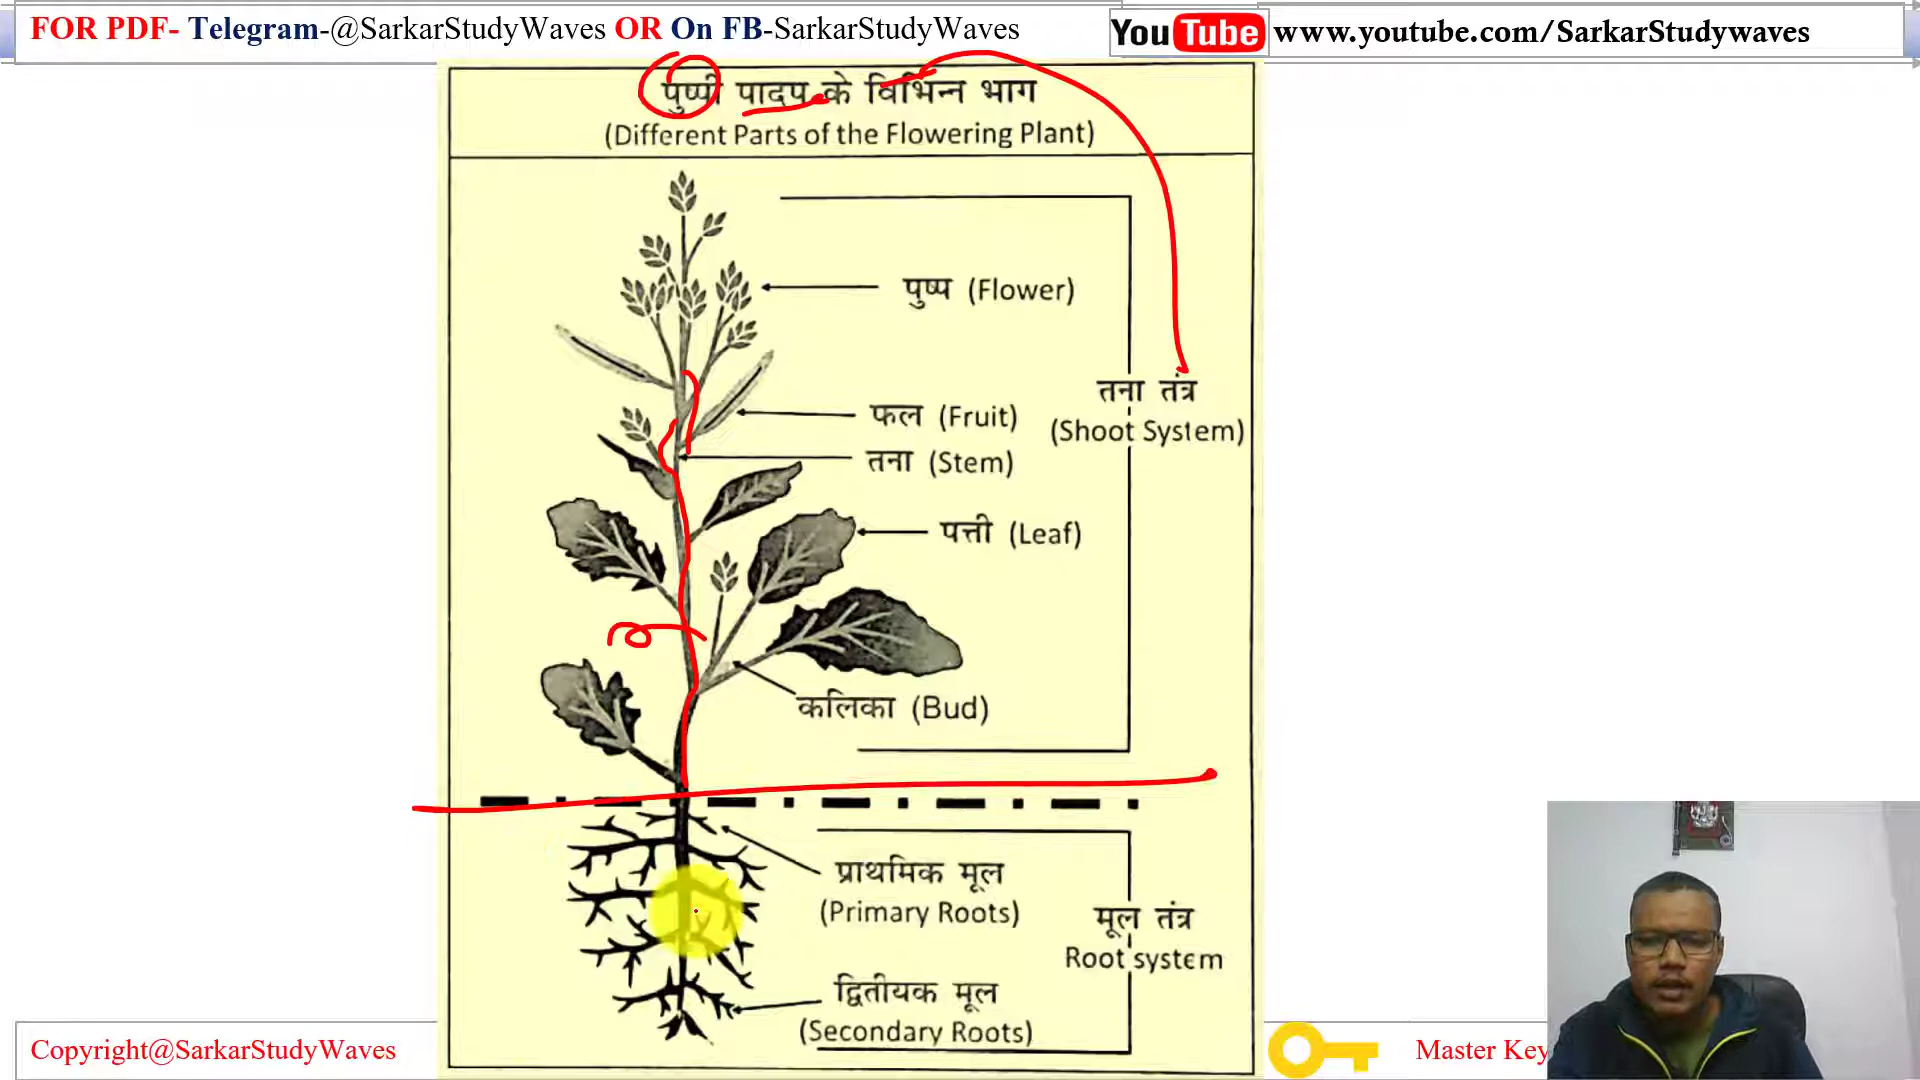 FOR PDF- Telegram-@SarkarStudyWaves OR On FB-SarkarStudyWaves
YouTube www.youtube.com/SarkarStudywaves
पुष्पी पादप के विभिन्न भाग
(Different Parts of the Flowering Plant)
पुष्प (Flower)
तना तंत्र
(Shoot System)
फल (Fruit)
तना (Stem)
पत्ती (Leaf)
कलिका (Bud)
प्राथमिक मूल
(Primary Roots)
मूल तंत्र
Root system
द्वितीयक मूल
(Secondary Roots)
Copyright@SarkarStudyWaves
Master Key